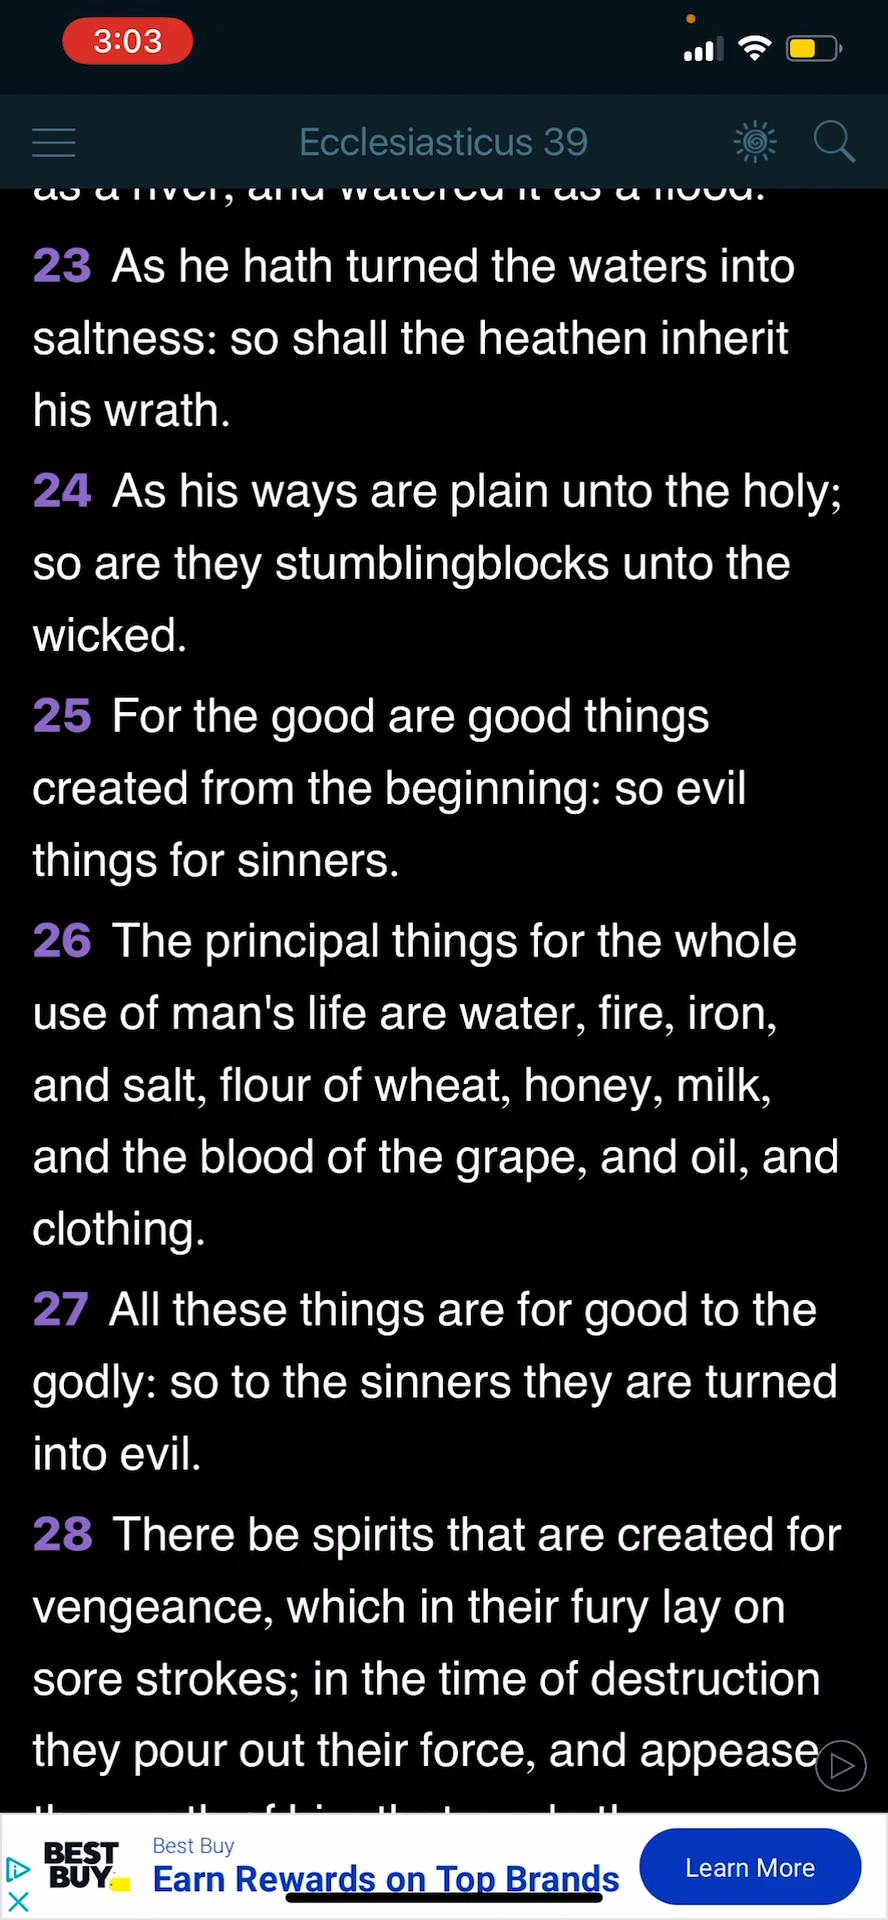 3:03
Ecclesiasticus 39
as a river, and watered it as a flood.
23 As he hath turned the waters into
saltness: so shall the heathen inherit
his wrath.
24 As his ways are plain unto the holy;
so are they stumblingblocks unto the
wicked.
25 For the good are good things
created from the beginning: so evil
things for sinners.
26 The principal things for the whole
use of man's life are water, fire, iron,
and salt, flour of wheat, honey, milk,
and the blood of the grape, and oil, and
clothing.
27 All these things are for good to the
godly: so to the sinners they are turned
into evil.
28 There be spirits that are created for
vengeance, which in their fury lay on
sore strokes; in the time of destruction
they pour out their force, and appease
BEST
BUY
Best Buy
Earn Rewards on Top Brands
Learn More